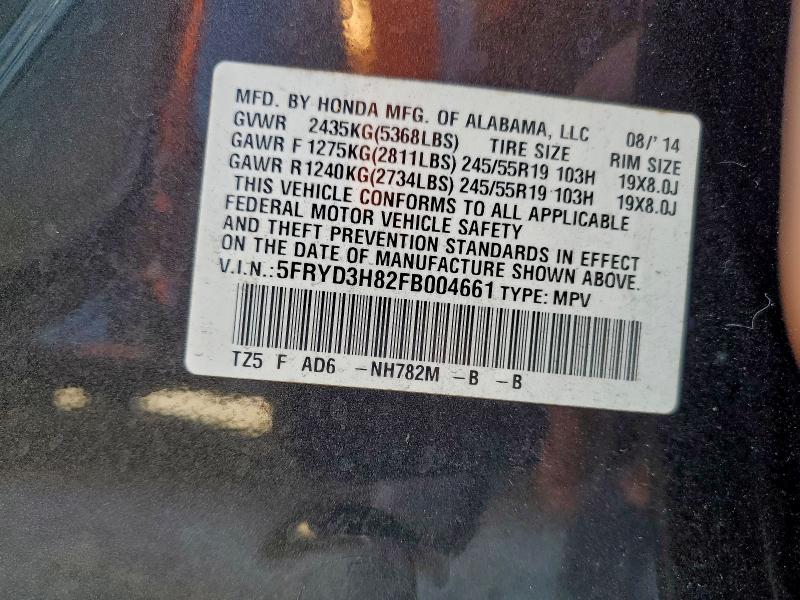 MFD. BY HONDA MFG. OF ALABAMA, LLC 08/'14
GVWR 2435KG(5368LBS) TIRE SIZE RIM SIZE
GAWR F 1275KG(2811LBS) 245/55R19 103H 19X8.0J
GAWR R1240KG(2734LBS) 245/55R19 103H 19X8.0J
THIS VEHICLE CONFORMS TO ALL APPLICABLE
FEDERAL MOTOR VEHICLE SAFETY
AND THEFT PREVENTION STANDARDS IN EFFECT
ON THE DATE OF MANUFACTURE SHOWN ABOVE.
V.I.N.: 5FRYD3H82FB004661 TYPE: MPV
TZ5 F AD6 -NH782M -B -B